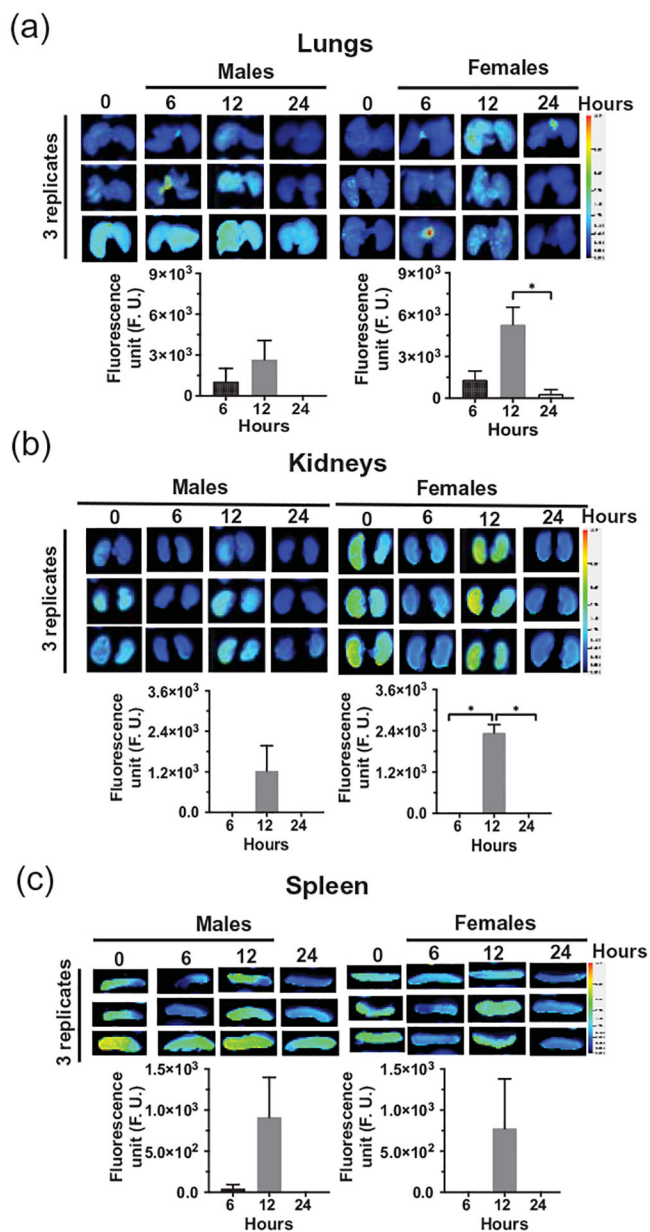 (a)
Lungs
Males Females
0 6 12 24 0 6 12 24 Hours
3 replicates
Fluorescence unit (F. U.)
9×10³
6×10³
3×10³
0
6 12 24
Hours
Fluorescence unit (F. U.)
9×10³
6×10³
3×10³
0
*
6 12 24
Hours
(b)
Kidneys
Males Females
0 6 12 24 0 6 12 24 Hours
3 replicates
Fluorescence unit (F. U.)
3.6×10³
2.4×10³
1.2×10³
0.0
6 12 24
Hours
Fluorescence unit (F. U.)
3.6×10³
2.4×10³
1.2×10³
0.0
* *
6 12 24
Hours
(c)
Spleen
Males Females
0 6 12 24 0 6 12 24 Hours
3 replicates
Fluorescence unit (F. U.)
1.5×10³
1.0×10³
5.0×10²
0.0
6 12 24
Hours
Fluorescence unit (F. U.)
1.5×10³
1.0×10³
5.0×10²
0.0
6 12 24
Hours